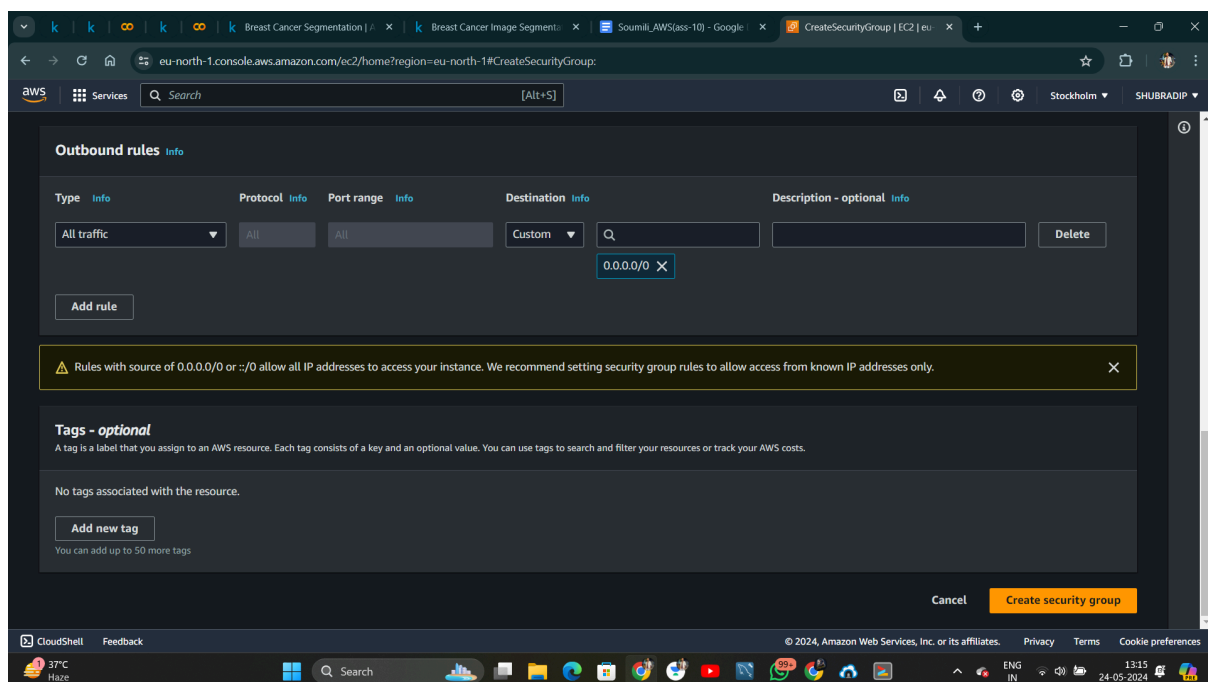 Breast Cancer Segmentation | A
Breast Cancer Image Segmenta
Soumili_AWS(ass-10) - Google
CreateSecurityGroup | EC2 | eu-
eu-north-1.console.aws.amazon.com/ec2/home?region=eu-north-1#CreateSecurityGroup:
aws Services Search [Alt+S] Stockholm SHUBRADIP
Outbound rules Info
Type Info Protocol Info Port range Info Destination Info Description - optional Info
All traffic All All Custom Delete
0.0.0.0/0
Add rule
Rules with source of 0.0.0.0/0 or ::/0 allow all IP addresses to access your instance. We recommend setting security group rules to allow access from known IP addresses only.
Tags - optional
A tag is a label that you assign to an AWS resource. Each tag consists of a key and an optional value. You can use tags to search and filter your resources or track your AWS costs.
No tags associated with the resource.
Add new tag
You can add up to 50 more tags
Cancel Create security group
CloudShell Feedback © 2024, Amazon Web Services, Inc. or its affiliates. Privacy Terms Cookie preferences
1 37°C Search 99+ ENG 13:15
Haze IN 24-05-2024